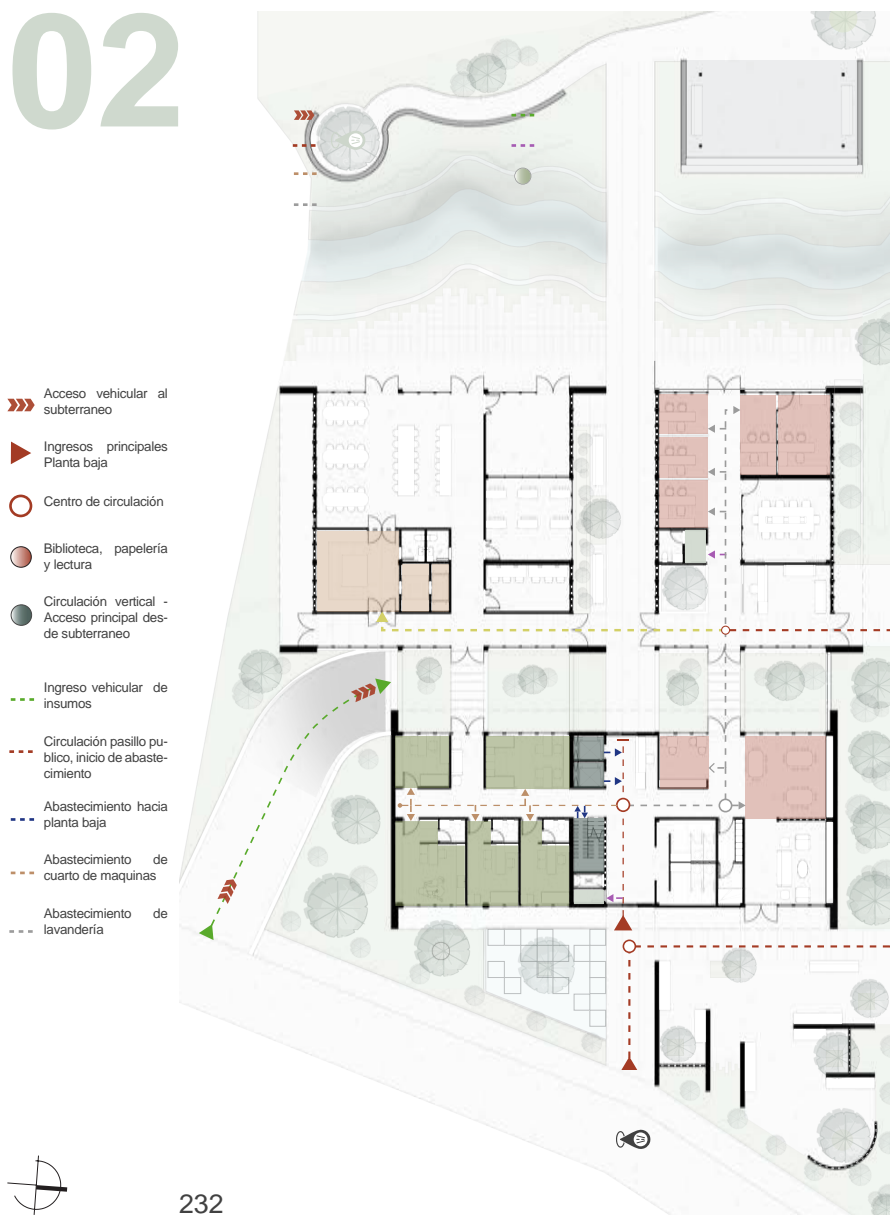 02
Acceso vehicular al
subterraneo
Ingresos principales
Planta baja
Centro de circulación
Biblioteca, papelería
y lectura
Circulación vertical -
Acceso principal des-
de subterraneo
Ingreso vehicular de
insumos
Circulación pasillo pu-
blico, inicio de abaste-
cimiento
Abastecimiento hacia
planta baja
Abastecimiento de
cuarto de maquinas
Abastecimiento de
lavandería
232